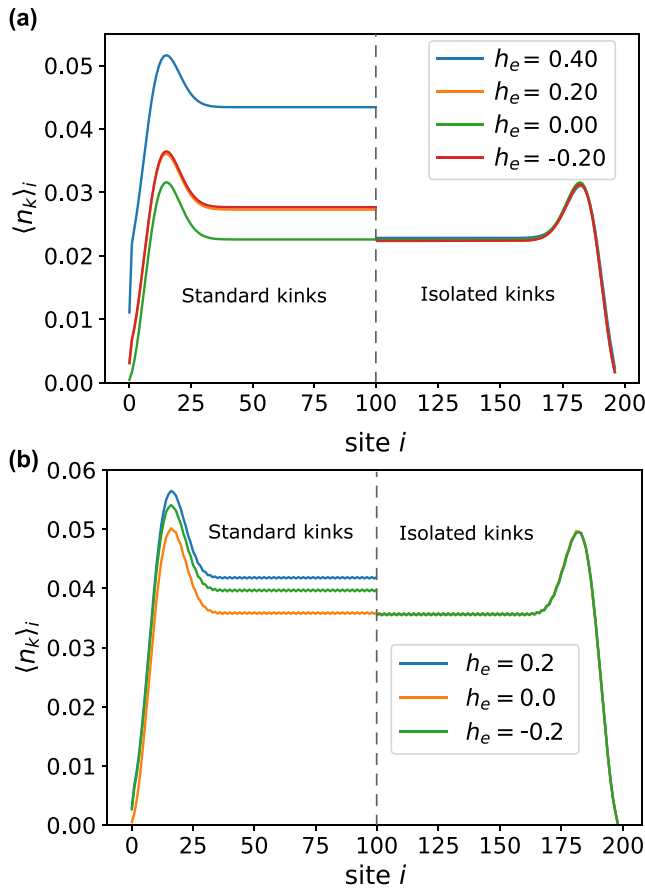 (a)
0.05
0.04
0.03
0.02
0.01
0.00
⟨n_k⟩_i
h_e = 0.40
h_e = 0.20
h_e = 0.00
h_e = -0.20
Standard kinks
Isolated kinks
0 25 50 75 100 125 150 175 200
site i
(b)
0.06
0.05
0.04
0.03
0.02
0.01
0.00
⟨n_k⟩_i
Standard kinks
Isolated kinks
h_e = 0.2
h_e = 0.0
h_e = -0.2
0 25 50 75 100 125 150 175 200
site i